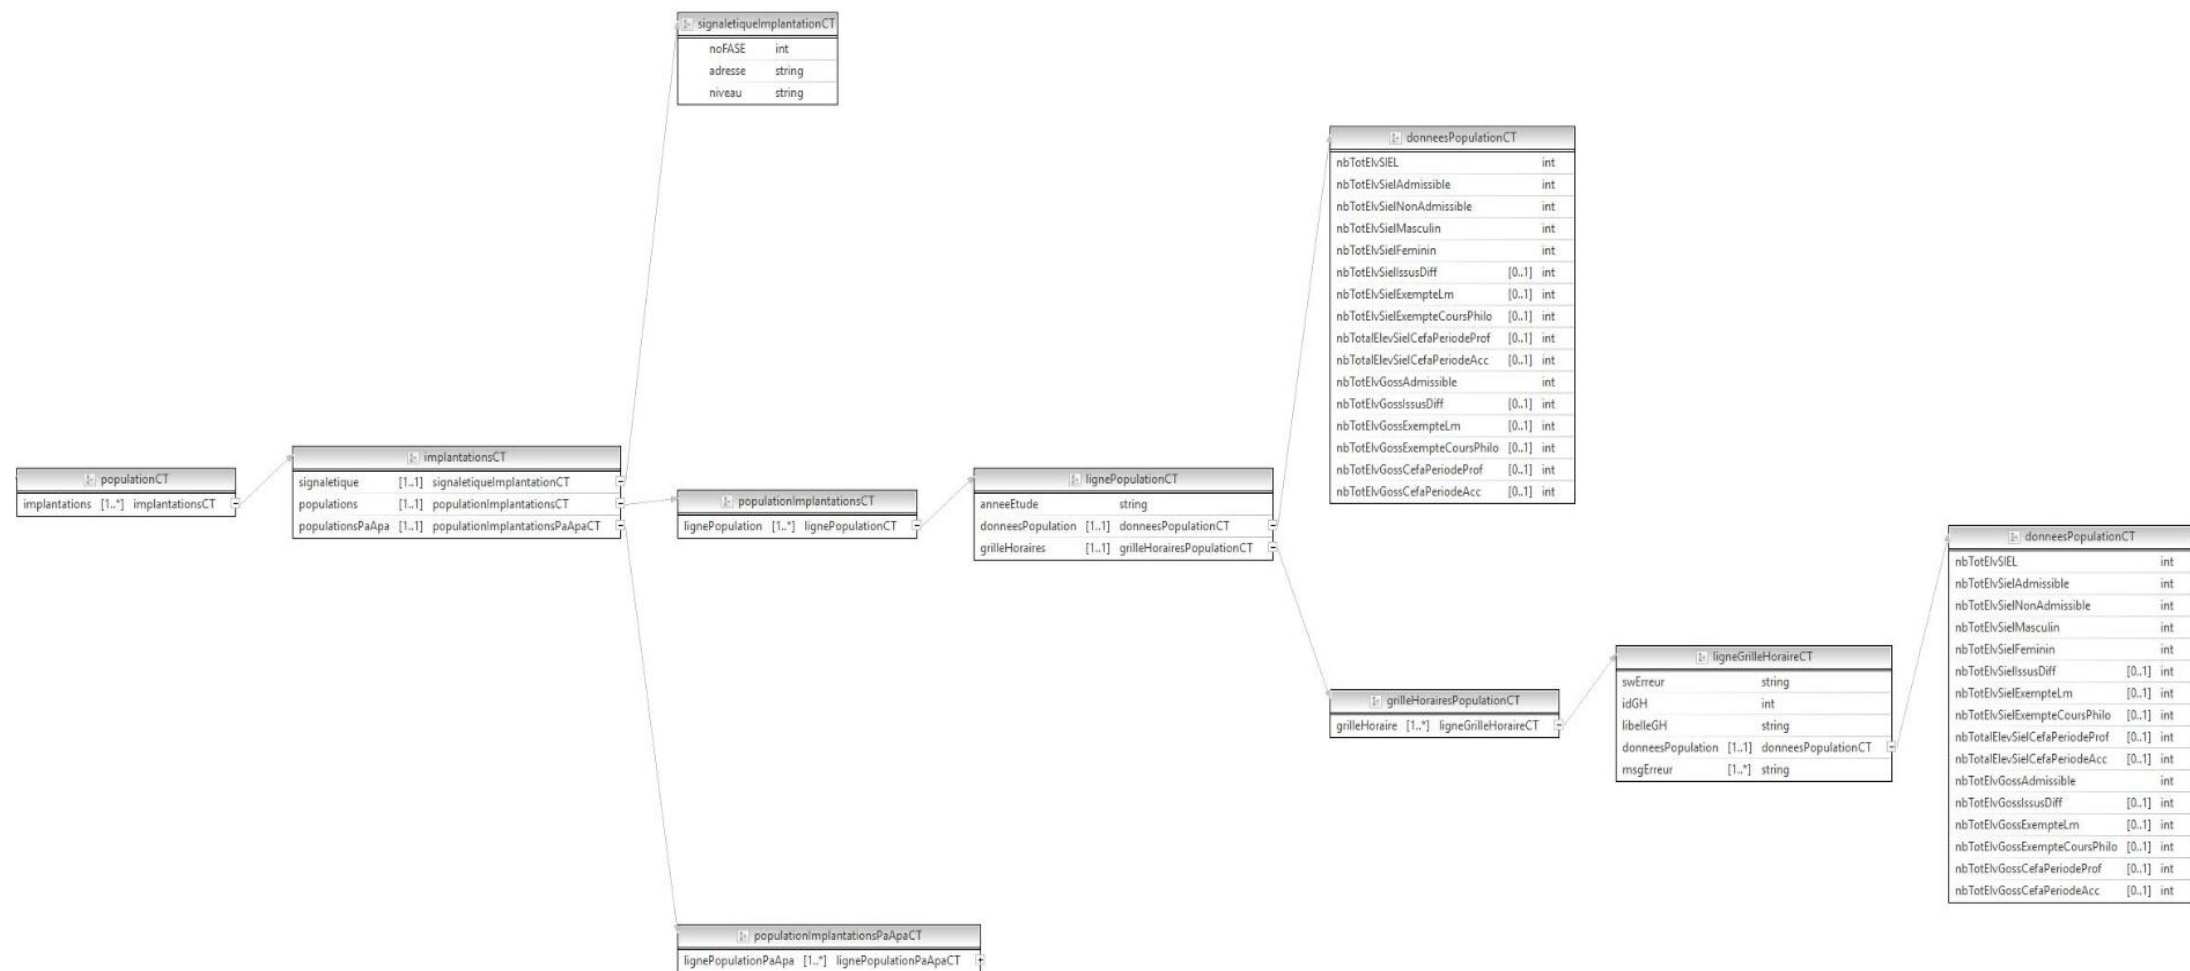 signaletiqueImplantationCT
noFASE int
adresse string
niveau string
populationCT
implantations [1..*] implantationsCT
implantationsCT
signaletique [1..1] signaletiqueImplantationCT
populations [1..1] populationImplantationsCT
populationsPaApa [1..1] populationImplantationsPaApaCT
populationImplantationsCT
lignePopulation [1..*] lignePopulationCT
lignePopulationCT
anneeEtude string
donneesPopulation [1..1] donneesPopulationCT
grilleHoraires [1..1] grilleHorairesPopulationCT
donneesPopulationCT
nbTotElvSIEL int
nbTotElvSielAdmissible int
nbTotElvSielNonAdmissible int
nbTotElvSielMasculin int
nbTotElvSielFeminin int
nbTotElvSielIssusDiff [0..1] int
nbTotElvSielExempteLm [0..1] int
nbTotElvSielExempteCoursPhilo [0..1] int
nbTotalElevSielCefaPeriodeProf [0..1] int
nbTotalElevSielCefaPeriodeAcc [0..1] int
nbTotElvGossAdmissible int
nbTotElvGossIssusDiff [0..1] int
nbTotElvGossExempteLm [0..1] int
nbTotElvGossExempteCoursPhilo [0..1] int
nbTotElvGossCefaPeriodeProf [0..1] int
nbTotElvGossCefaPeriodeAcc [0..1] int
grilleHorairesPopulationCT
grilleHoraire [1..*] ligneGrilleHoraireCT
ligneGrilleHoraireCT
swErreur string
idGH int
libelleGH string
donneesPopulation [1..1] donneesPopulationCT
msgErreur [1..*] string
donneesPopulationCT
nbTotElvSIEL int
nbTotElvSielAdmissible int
nbTotElvSielNonAdmissible int
nbTotElvSielMasculin int
nbTotElvSielFeminin int
nbTotElvSielIssusDiff [0..1] int
nbTotElvSielExempteLm [0..1] int
nbTotElvSielExempteCoursPhilo [0..1] int
nbTotalElevSielCefaPeriodeProf [0..1] int
nbTotalElevSielCefaPeriodeAcc [0..1] int
nbTotElvGossAdmissible int
nbTotElvGossIssusDiff [0..1] int
nbTotElvGossExempteLm [0..1] int
nbTotElvGossExempteCoursPhilo [0..1] int
nbTotElvGossCefaPeriodeProf [0..1] int
nbTotElvGossCefaPeriodeAcc [0..1] int
populationImplantationsPaApaCT
lignePopulationPaApa [1..*] lignePopulationPaApaCT